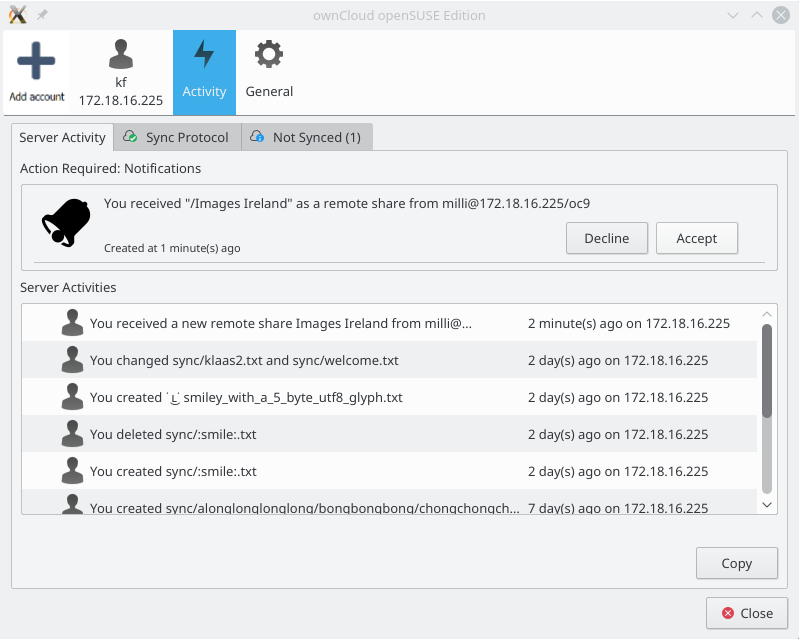 ownCloud openSUSE Edition
Add account
kf
172.18.16.225
Activity
General
Server Activity
Sync Protocol
Not Synced (1)
Action Required: Notifications
You received "/Images Ireland" as a remote share from milli@172.18.16.225/oc9
Created at 1 minute(s) ago
Decline
Accept
Server Activities
You received a new remote share Images Ireland from milli@... 2 minute(s) ago on 172.18.16.225
You changed sync/klaas2.txt and sync/welcome.txt 2 day(s) ago on 172.18.16.225
You created smiley_with_a_5_byte_utf8_glyph.txt 2 day(s) ago on 172.18.16.225
You deleted sync/:smile:.txt 2 day(s) ago on 172.18.16.225
You created sync/:smile:.txt 2 day(s) ago on 172.18.16.225
You created sync/alonglonglonglong/bongbongbong/chongchongch... 7 day(s) ago on 172.18.16.225
Copy
Close